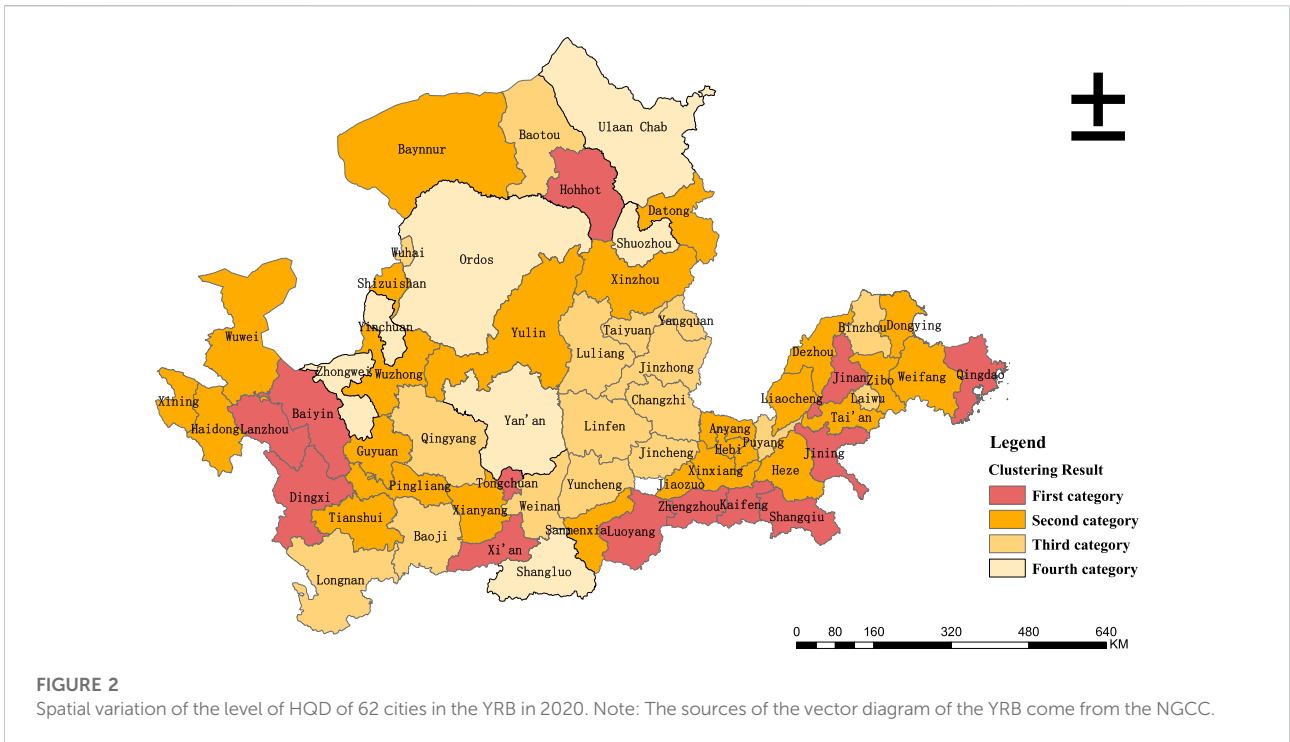 Ulaan Chab
Baotou
Baynnur
Hohhot
Datong
Shuozhou
Wuhai
Ordos
Xinzhou
Shizuishan
Yangquan
Yinchuan
Taiyuan
Binzhou
Dongying
Wuwei
Yulin
Luliang
Dezhou
Jinzhong
Zhongwei
Wuzhong
Jinan
Zibo
Weifang
Qingdao
Xining
Changzhi
Liaocheng
Laiwu
Baiyin
Yan'an
Tai'an
Haidong
Lanzhou
Linfen
Anyang
Qingyang
Puyang
Hebi
Guyuan
Jincheng
Jining
Xinxiang
Heze
Pingliang
Tongchuan
Yuncheng
Jiaozuo
Dingxi
Weinan
Zhengzhou
Kaifeng
Xianyang
Tianshui
Shangqiu
Sanmenxia
Luoyang
Baoji
Xi'an
Shangluo
Longnan
Legend
Clustering Result
First category
Second category
Third category
Fourth category
0 80 160 320 480 640
KM
FIGURE 2
Spatial variation of the level of HQD of 62 cities in the YRB in 2020. Note: The sources of the vector diagram of the YRB come from the NGCC.